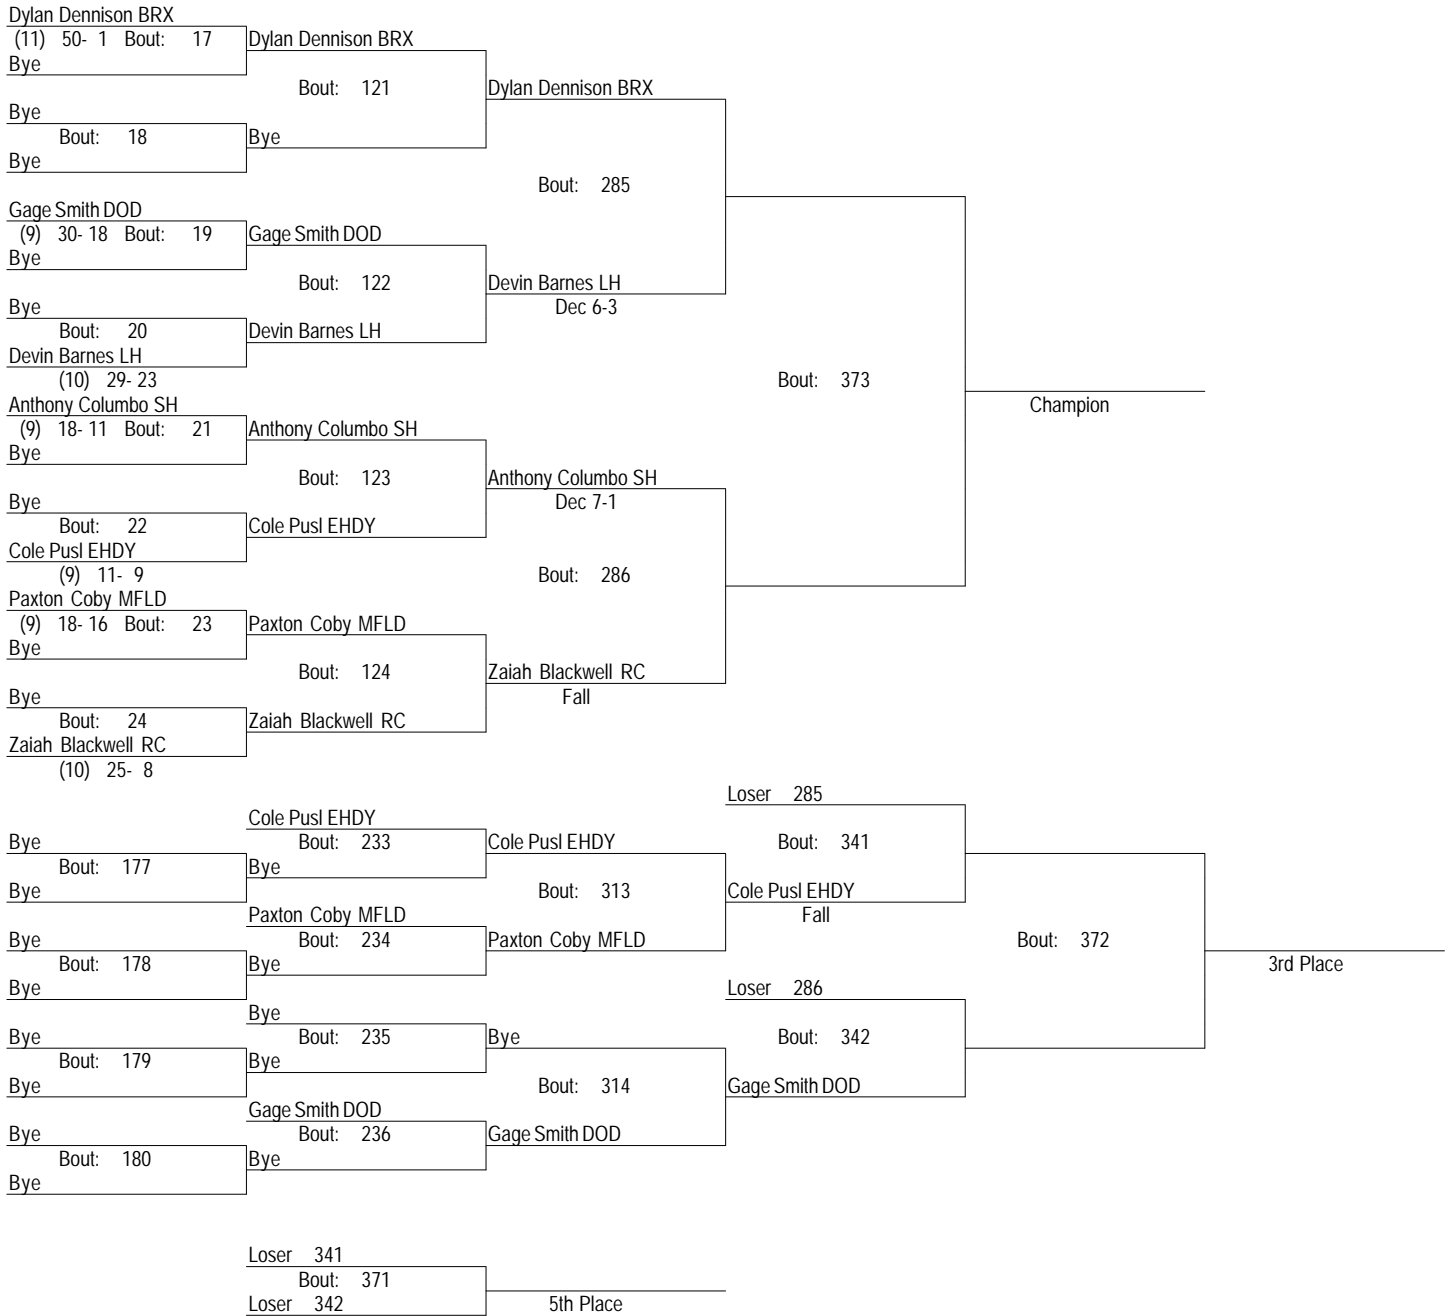 Dylan Dennison BRX
(11) 50- 1 Bout: 17 Dylan Dennison BRX
Bye
Bout: 121 Dylan Dennison BRX
Bye
Bout: 18 Bye
Bye
Bout: 285
Gage Smith DOD
(9) 30- 18 Bout: 19 Gage Smith DOD
Bye
Bout: 122 Devin Barnes LH
Bye Dec 6-3
Bout: 20 Devin Barnes LH
Devin Barnes LH
(10) 29- 23 Bout: 373
Anthony Columbo SH Champion
(9) 18- 11 Bout: 21 Anthony Columbo SH
Bye
Bout: 123 Anthony Columbo SH
Bye Dec 7-1
Bout: 22 Cole Pusl EHDY
Cole Pusl EHDY
(9) 11- 9 Bout: 286
Paxton Coby MFLD
(9) 18- 16 Bout: 23 Paxton Coby MFLD
Bye
Bout: 124 Zaiah Blackwell RC
Bye Fall
Bout: 24 Zaiah Blackwell RC
Zaiah Blackwell RC
(10) 25- 8
Loser 285
Cole Pusl EHDY
Bye Bout: 233 Cole Pusl EHDY Bout: 341
Bout: 177 Bye
Bye Bout: 313 Cole Pusl EHDY
Paxton Coby MFLD Fall
Bye Bout: 234 Paxton Coby MFLD Bout: 372
Bout: 178 Bye 3rd Place
Bye Loser 286
Bye
Bye Bout: 235 Bye Bout: 342
Bout: 179 Bye
Bye Bout: 314 Gage Smith DOD
Gage Smith DOD
Bye Bout: 236 Gage Smith DOD
Bout: 180 Bye
Bye
Loser 341
Bout: 371
Loser 342 5th Place